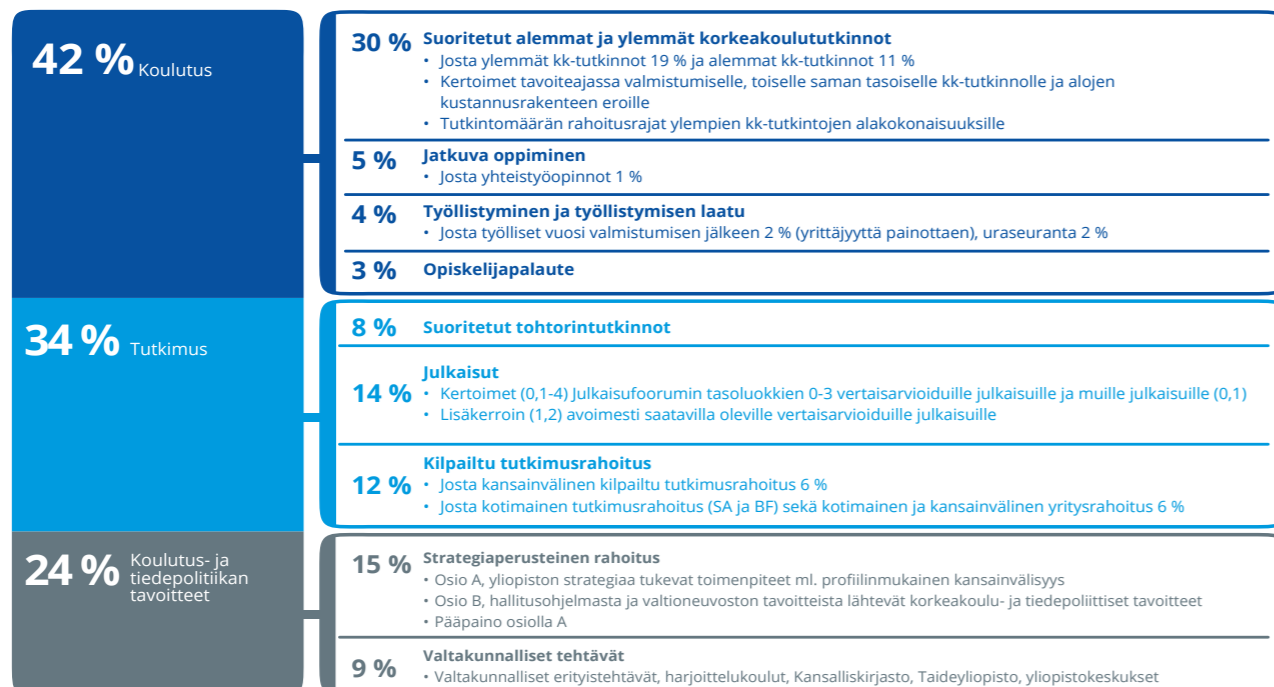 42 % Koulutus
30 % Suoritetut alemmat ja ylemmät korkeakoulututkinnot
• Josta ylemmät kk-tutkinnot 19 % ja alemmat kk-tutkinnot 11 %
• Kertoimet tavoiteajassa valmistumiselle, toiselle saman tasoiselle kk-tutkinnolle ja alojen
kustannusrakenteen eroille
• Tutkintomäärän rahoitusrajat ylempien kk-tutkintojen alakokonaisuuksille
5 % Jatkuva oppiminen
• Josta yhteistyöopinnot 1 %
4 % Työllistyminen ja työllistymisen laatu
• Josta työlliset vuosi valmistumisen jälkeen 2 % (yrittäjyyttä painottaen), uraseuranta 2 %
3 % Opiskelijapalaute
34 % Tutkimus
8 % Suoritetut tohtorintutkinnot
14 % Julkaisut
• Kertoimet (0,1-4) Julkaisufoorumin tasoluokkien 0-3 vertaisarvioiduille julkaisuille ja muille julkaisuille (0,1)
• Lisäkerroin (1,2) avoimesti saatavilla oleville vertaisarvioiduille julkaisuille
12 % Kilpailtu tutkimusrahoitus
• Josta kansainvälinen kilpailtu tutkimusrahoitus 6 %
• Josta kotimainen tutkimusrahoitus (SA ja BF) sekä kotimainen ja kansainvälinen yritysrahoitus 6 %
24 % Koulutus- ja
tiedepolitiikan
tavoitteet
15 % Strategiaperusteinen rahoitus
• Osio A, yliopiston strategiaa tukevat toimenpiteet ml. profiilinmukainen kansainvälisyys
• Osio B, hallitusohjelmasta ja valtioneuvoston tavoitteista lähtevät korkeakoulu- ja tiedepoliittiset tavoitteet
• Pääpaino osiolla A
9 % Valtakunnalliset tehtävät
• Valtakunnalliset erityistehtävät, harjoittelukoulut, Kansalliskirjasto, Taideyliopisto, yliopistokeskukset